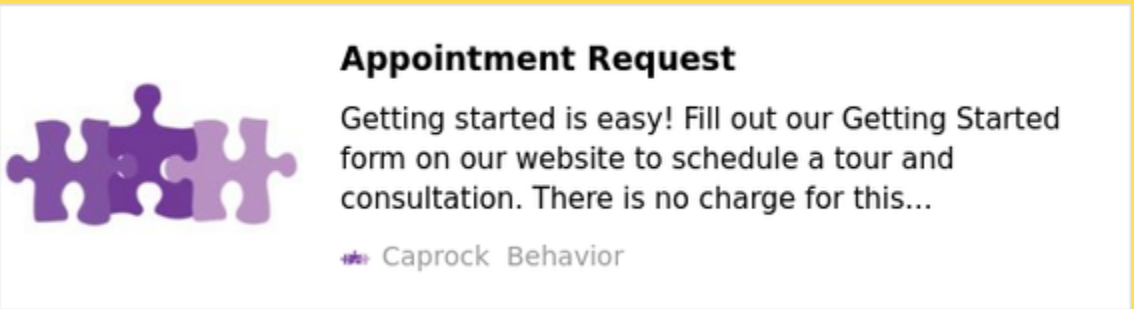 Appointment Request
Getting started is easy! Fill out our Getting Started
form on our website to schedule a tour and
consultation. There is no charge for this...
Caprock Behavior